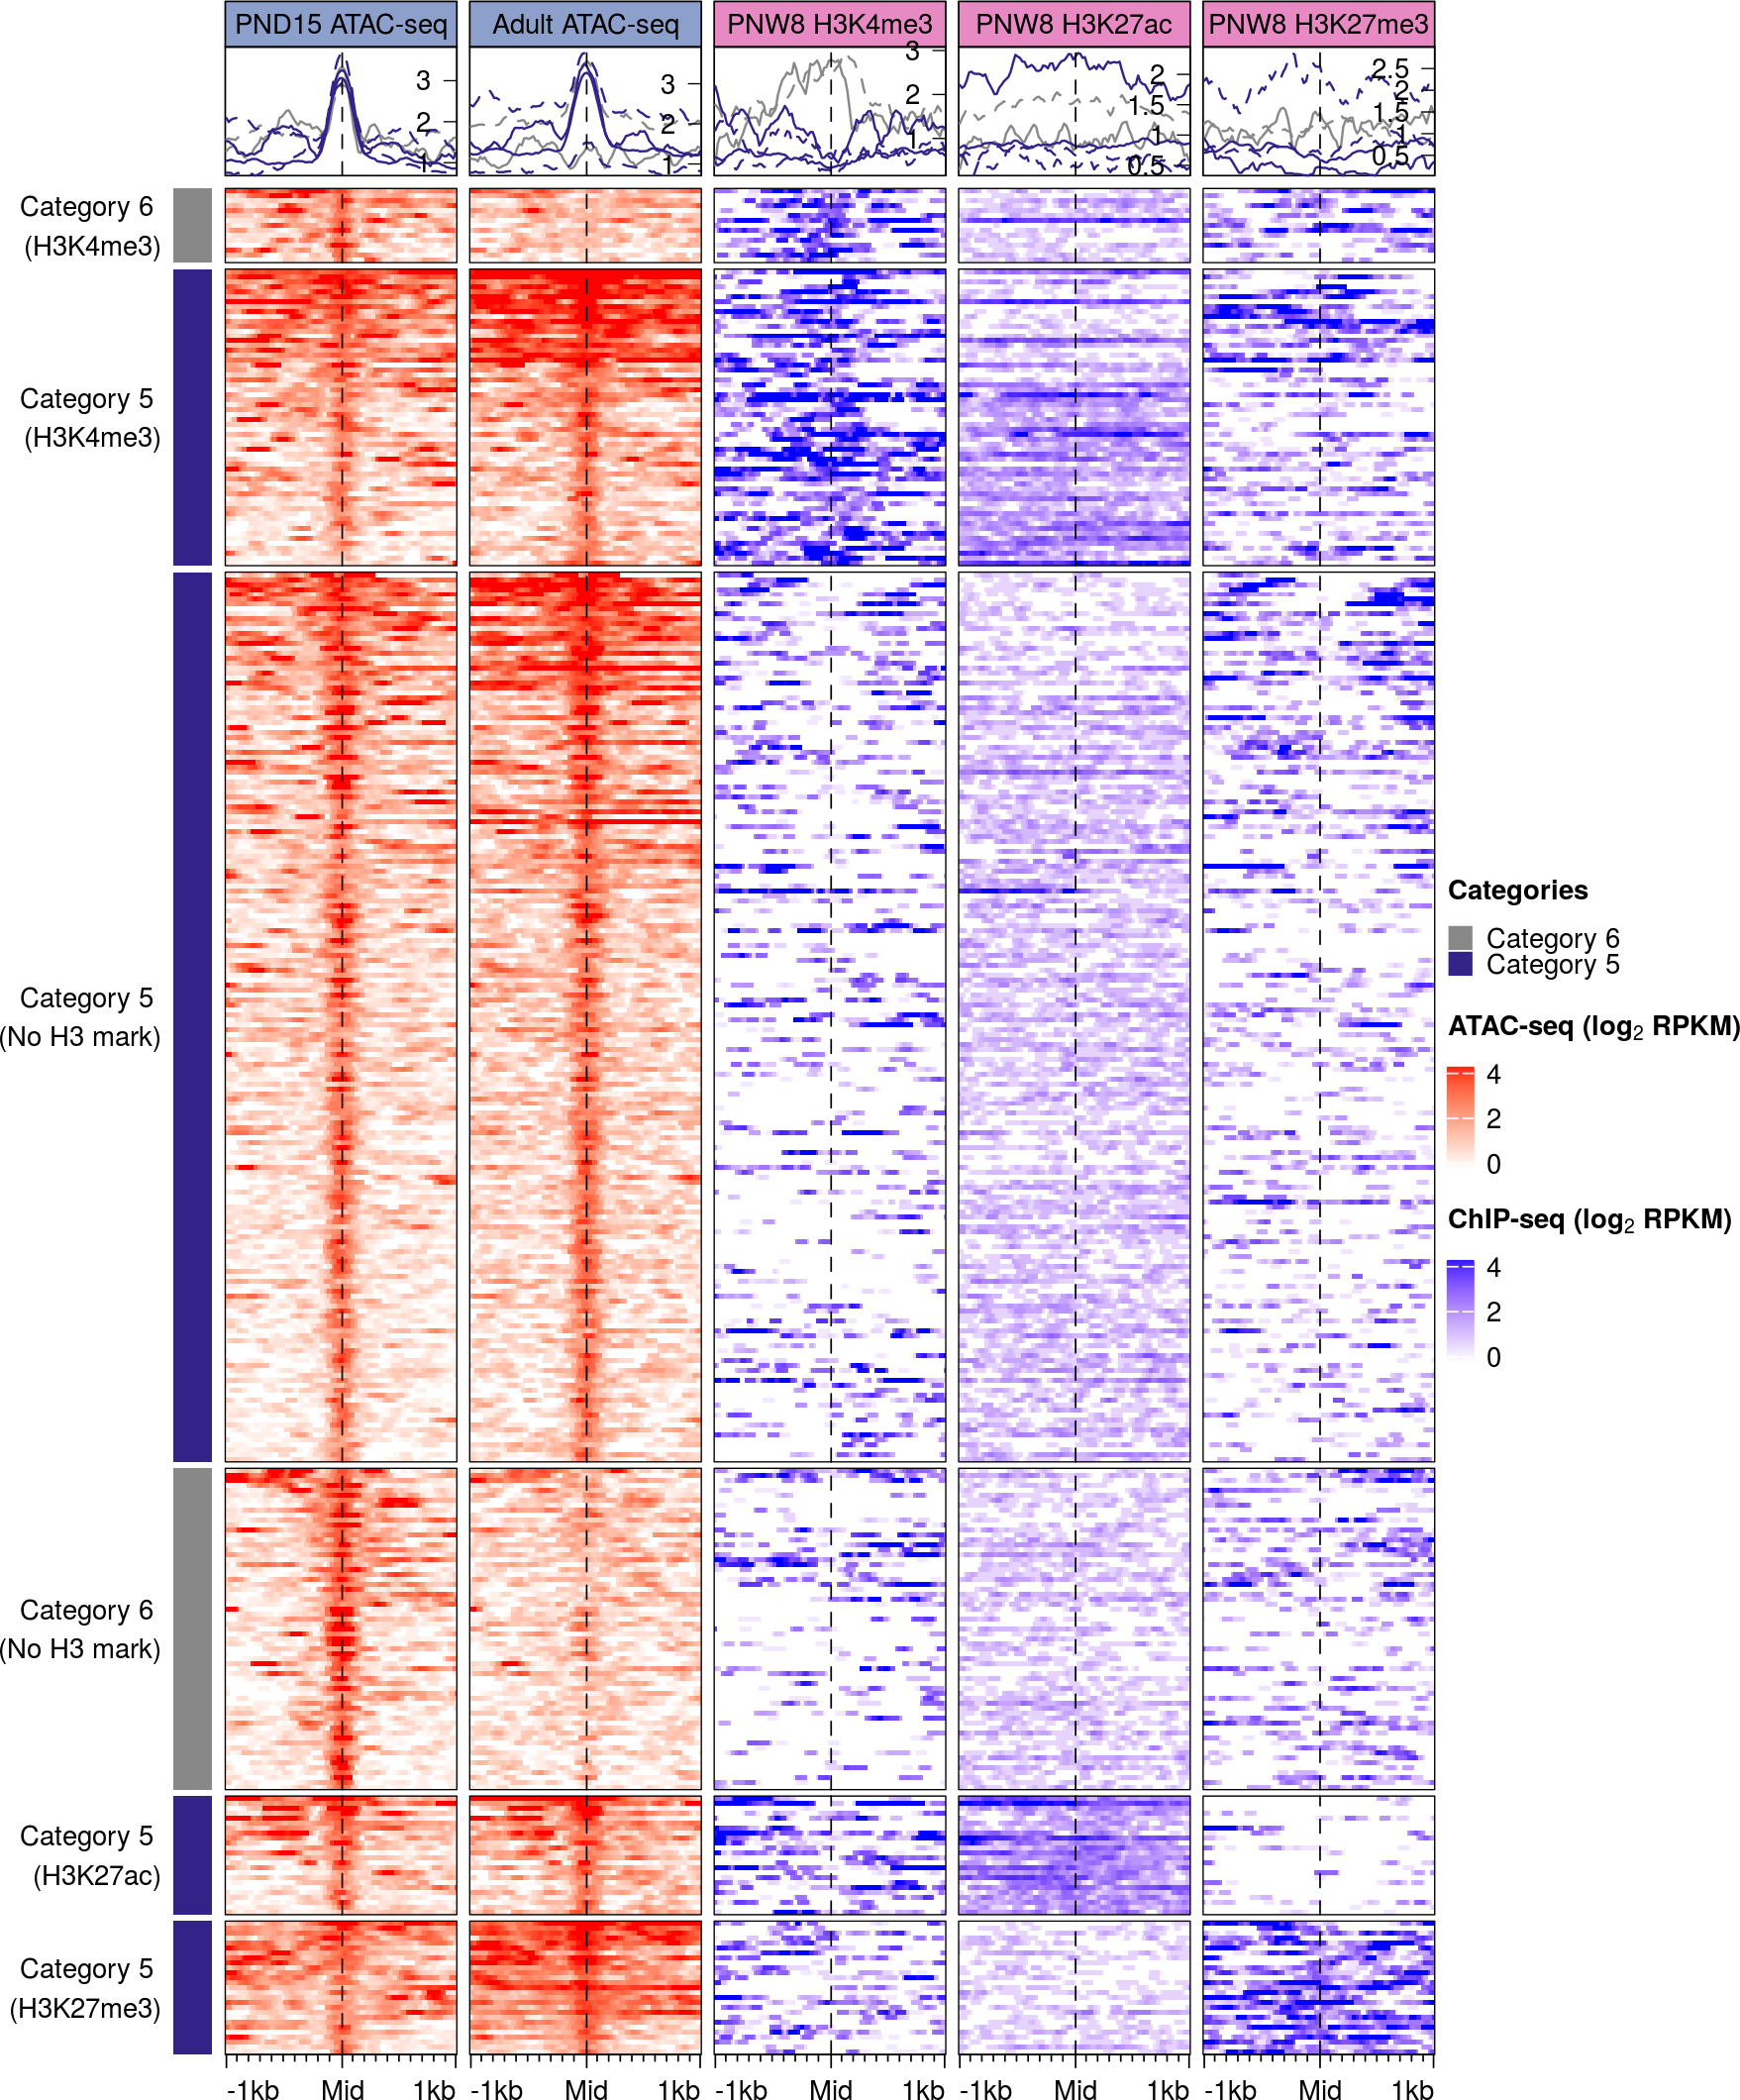 PND15 ATAC-seq
Adult ATAC-seq
PNW8 H3K4me3
PNW8 H3K27ac
PNW8 H3K27me3
3
2
1
3
2
1
3
2
1
2
1.5
1
0.5
2.5
2
1.5
1
0.5
Category 6
(H3K4me3)
Category 5
(H3K4me3)
Category 5
(No H3 mark)
Category 6
(No H3 mark)
Category 5
(H3K27ac)
Category 5
(H3K27me3)
-1kb Mid 1kb
-1kb Mid 1kb
-1kb Mid 1kb
-1kb Mid 1kb
-1kb Mid 1kb
Categories
Category 6
Category 5
ATAC-seq (log₂ RPKM)
4
2
0
ChIP-seq (log₂ RPKM)
4
2
0